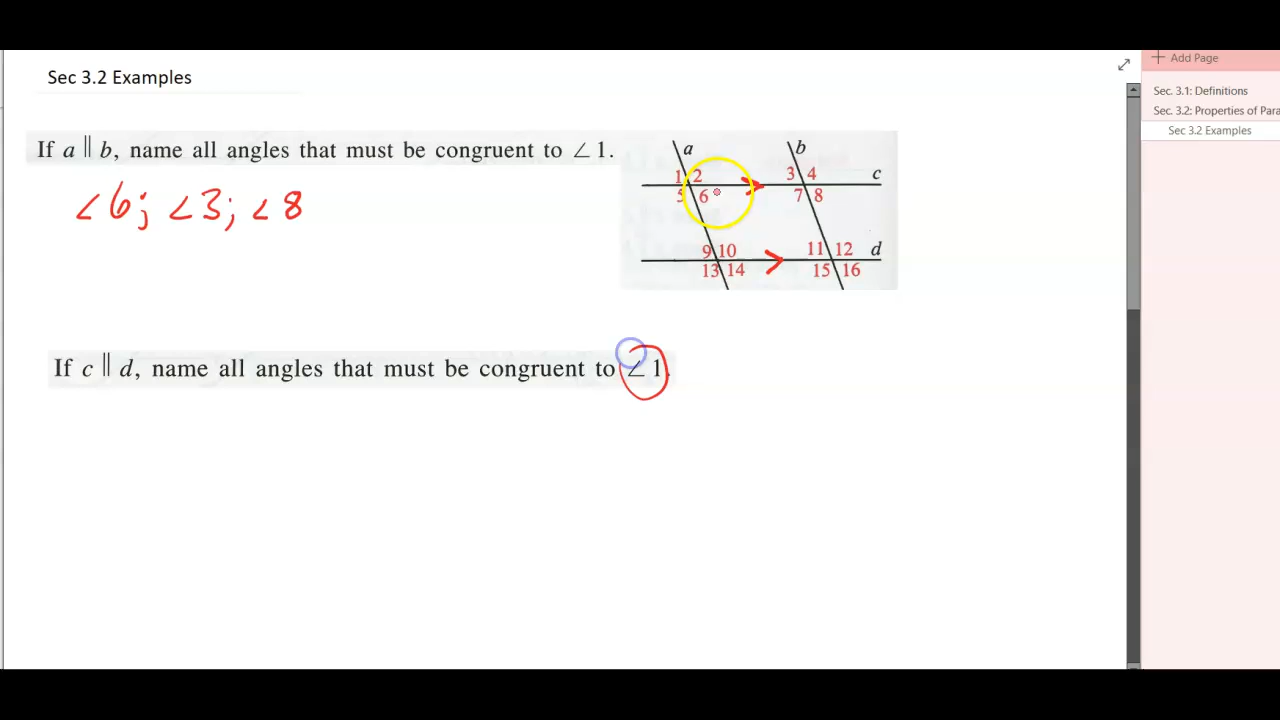 Add Page
Sec 3.2 Examples
Sec. 3.1: Definitions
Sec. 3.2: Properties of Para
Sec 3.2 Examples
If a || b, name all angles that must be congruent to ∠ 1.
∠6; ∠3; ∠8
a b
1 2 3 4 c
5 6 7 8
9 10 11 12 d
13 14 15 16
If c || d, name all angles that must be congruent to ∠ 1.